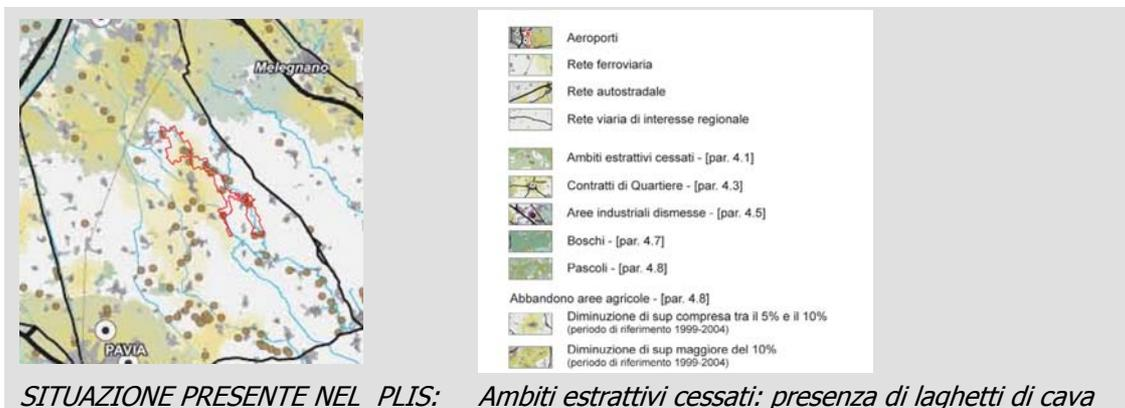 Melegnano
PAVIA
Aeroporti
Rete ferroviaria
Rete autostradale
Rete viaria di interesse regionale
Ambiti estrattivi cessati - [par. 4.1]
Contratti di Quartiere - [par. 4.3]
Aree industriali dismesse - [par. 4.5]
Boschi - [par. 4.7]
Pascoli - [par. 4.8]
Abbandono aree agricole - [par. 4.8]
Diminuzione di sup compresa tra il 5% e il 10%
(periodo di riferimento 1999-2004)
Diminuzione di sup maggiore del 10%
(periodo di riferimento 1999-2004)
SITUAZIONE PRESENTE NEL PLIS: Ambiti estrattivi cessati: presenza di laghetti di cava